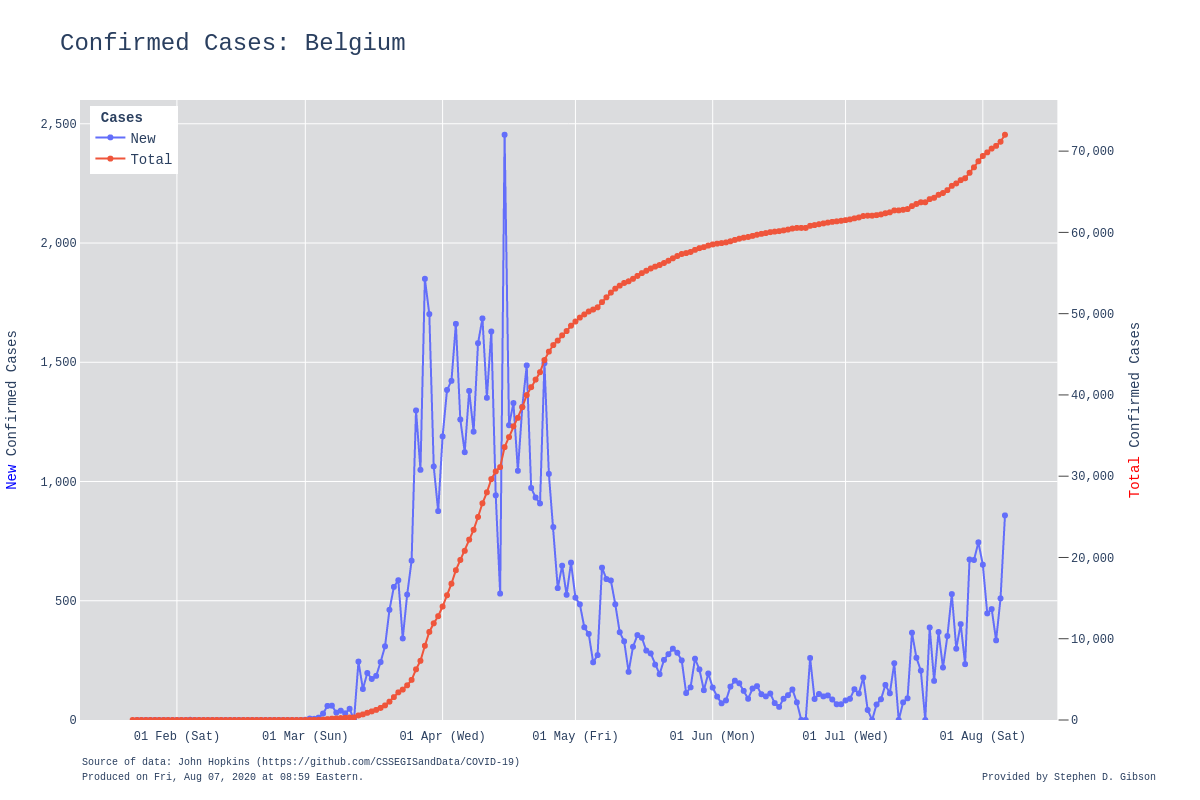 Confirmed Cases: Belgium
Cases
New
Total
2,500
2,000
1,500
1,000
500
0
70,000
60,000
50,000
40,000
30,000
20,000
10,000
0
New Confirmed Cases
Total Confirmed Cases
01 Feb (Sat)
01 Mar (Sun)
01 Apr (Wed)
01 May (Fri)
01 Jun (Mon)
01 Jul (Wed)
01 Aug (Sat)
Source of data: John Hopkins (https://github.com/CSSEGISandData/COVID-19)
Produced on Fri, Aug 07, 2020 at 08:59 Eastern.
Provided by Stephen D. Gibson